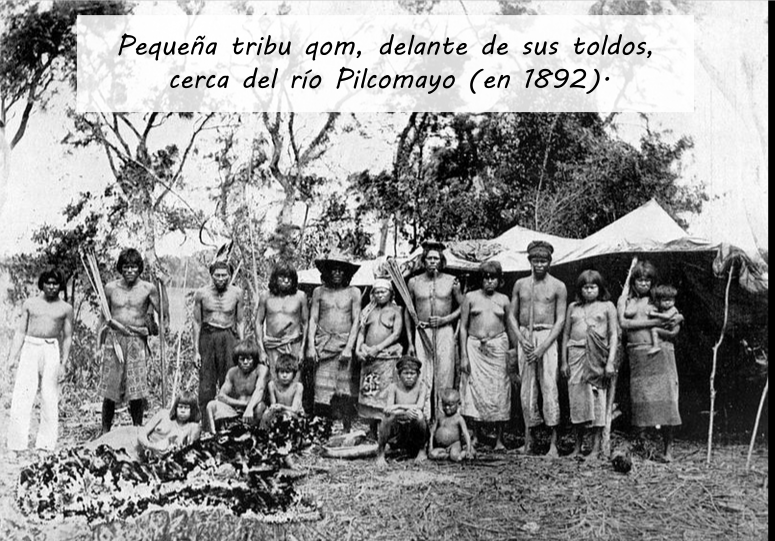 Pequeña tribu qom, delante de sus toldos,
cerca del río Pilcomayo (en 1892).